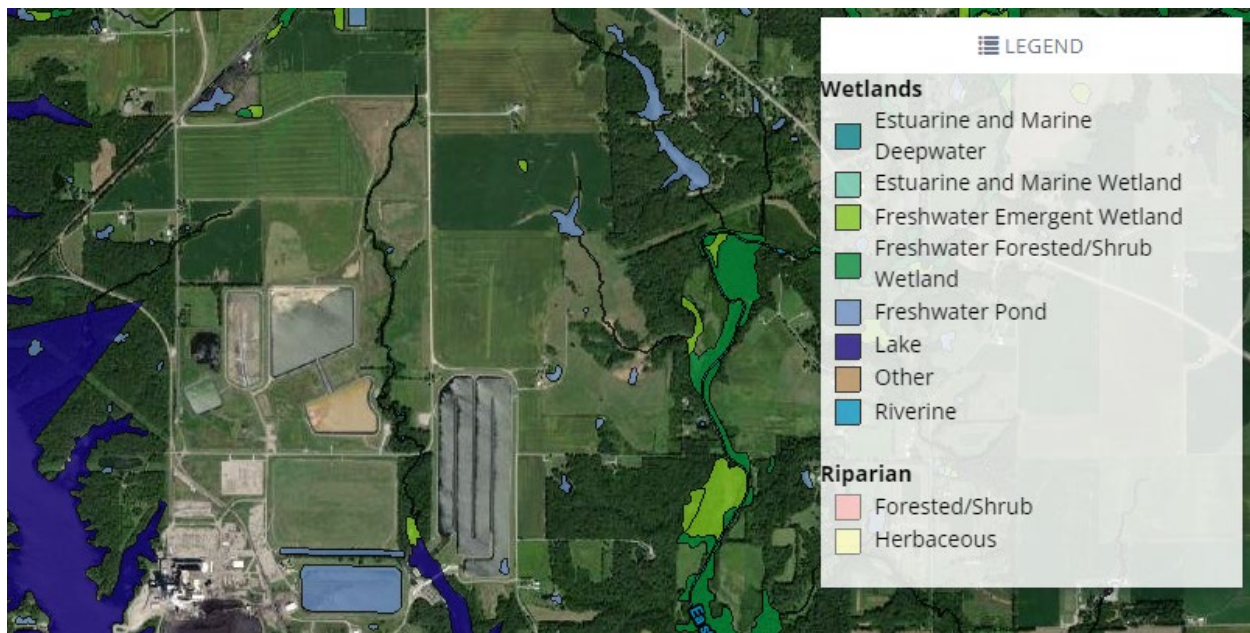 LEGEND
Wetlands
Estuarine and Marine
Deepwater
Estuarine and Marine Wetland
Freshwater Emergent Wetland
Freshwater Forested/Shrub
Wetland
Freshwater Pond
Lake
Other
Riverine
Riparian
Forested/Shrub
Herbaceous
Eas